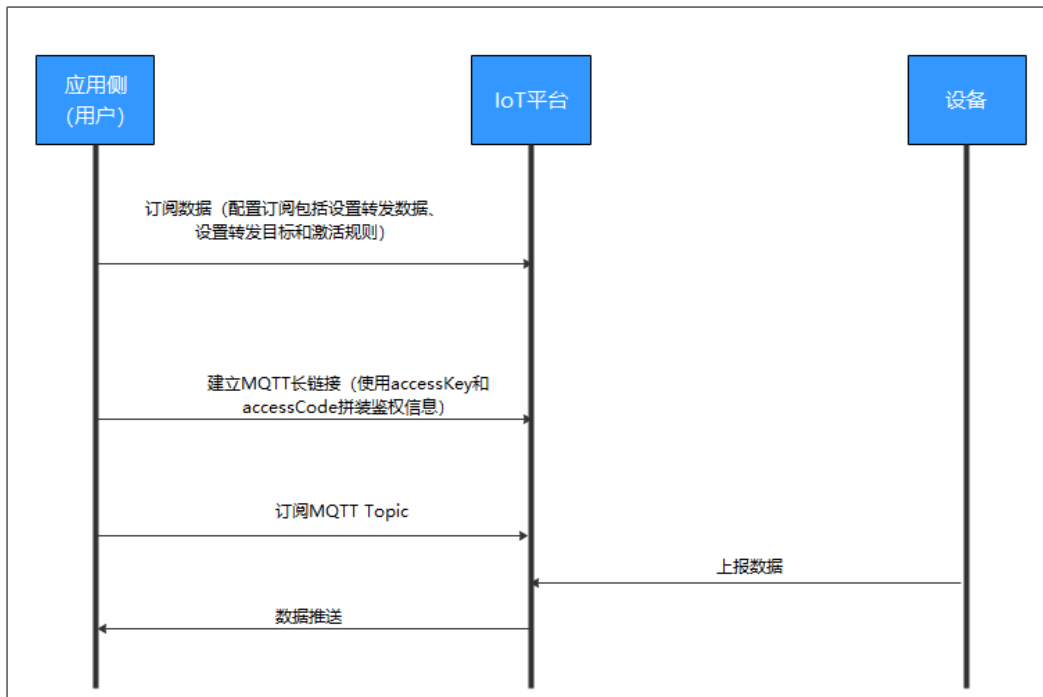 应用侧
(用户)
IoT平台
设备
订阅数据（配置订阅包括设置转发数据、
设置转发目标和激活规则）
建立MQTT长链接（使用accessKey和
accessCode拼装鉴权信息）
订阅MQTT Topic
上报数据
数据推送